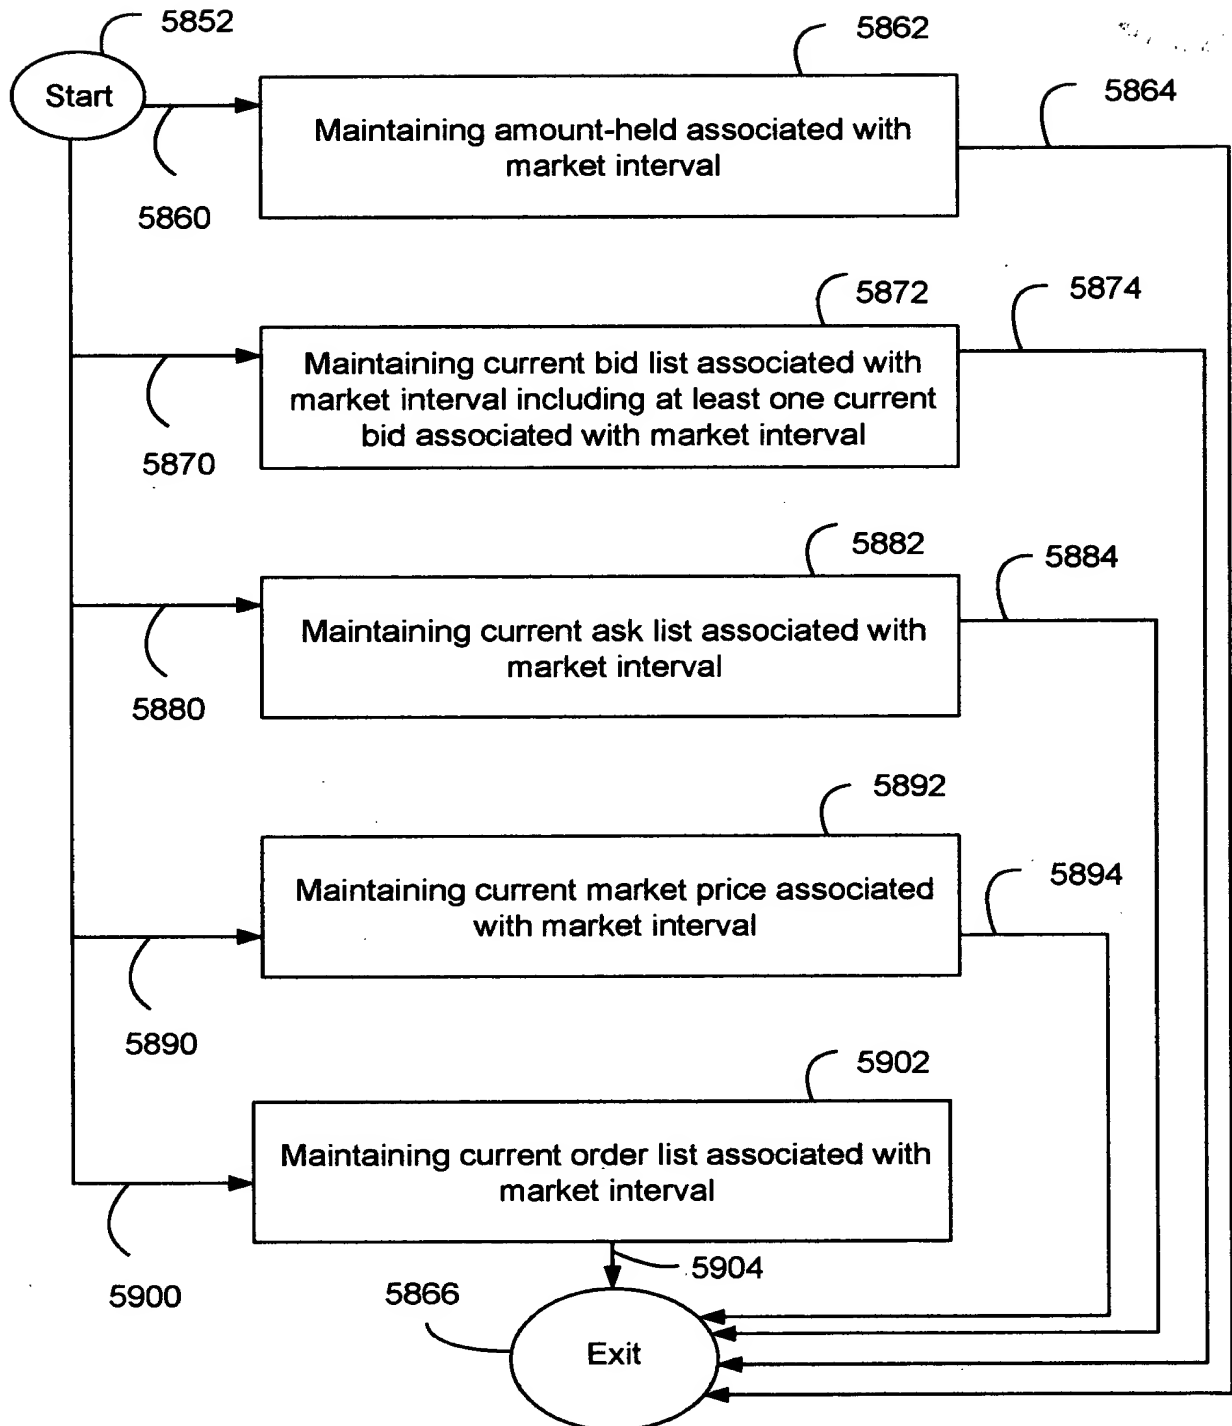 5852
Start
5862
5864
Maintaining amount-held associated with
market interval
5860
5872
5874
Maintaining current bid list associated with
market interval including at least one current
bid associated with market interval
5870
5882
5884
Maintaining current ask list associated with
market interval
5880
5892
5894
Maintaining current market price associated
with market interval
5890
5902
Maintaining current order list associated with
market interval
5900
5904
5866
Exit